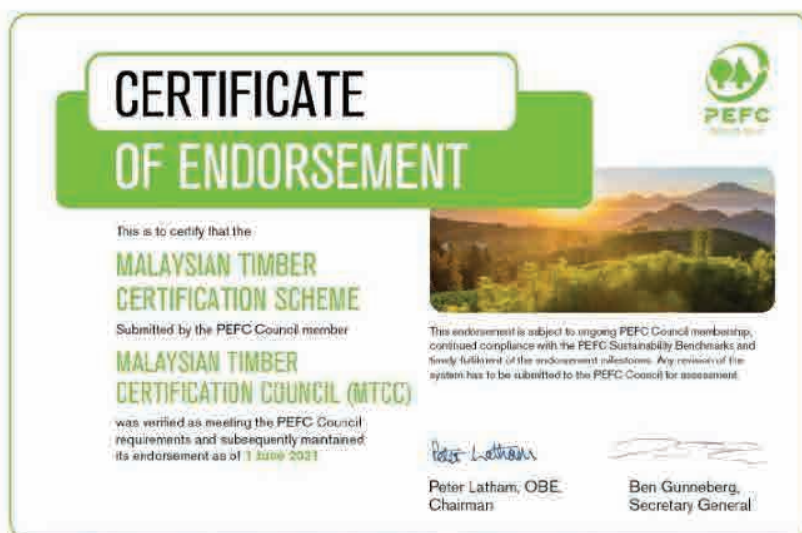 CERTIFICATE
OF ENDORSEMENT
PEFC
This is to certify that the
MALAYSIAN TIMBER
CERTIFICATION SCHEME
Submitted by the PEFC Council member
MALAYSIAN TIMBER
CERTIFICATION COUNCIL (MTCC)
was verified as meeting the PEFC Council
requirements and subsequently maintained
its endorsement as of 1 June 2021
This endorsement is subject to ongoing PEFC Council membership,
continued compliance with the PEFC Sustainability Benchmarks and
timely fulfilment of the endorsement milestones. Any revision of the
system has to be submitted to the PEFC Council for assessment.
Peter Latham
Peter Latham, OBE,
Chairman
Ben Gunneberg,
Secretary General